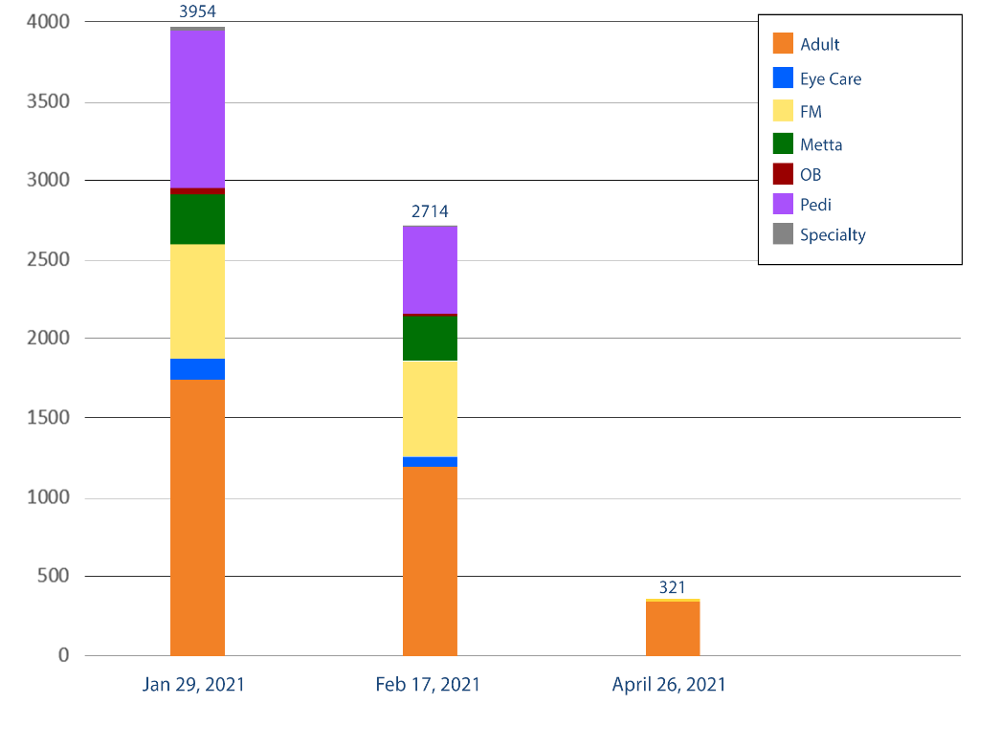 3954
4000
3500
3000
2500
2000
1500
1000
500
0
2714
321
Adult
Eye Care
FM
Metta
OB
Pedi
Specialty
Jan 29, 2021
Feb 17, 2021
April 26, 2021